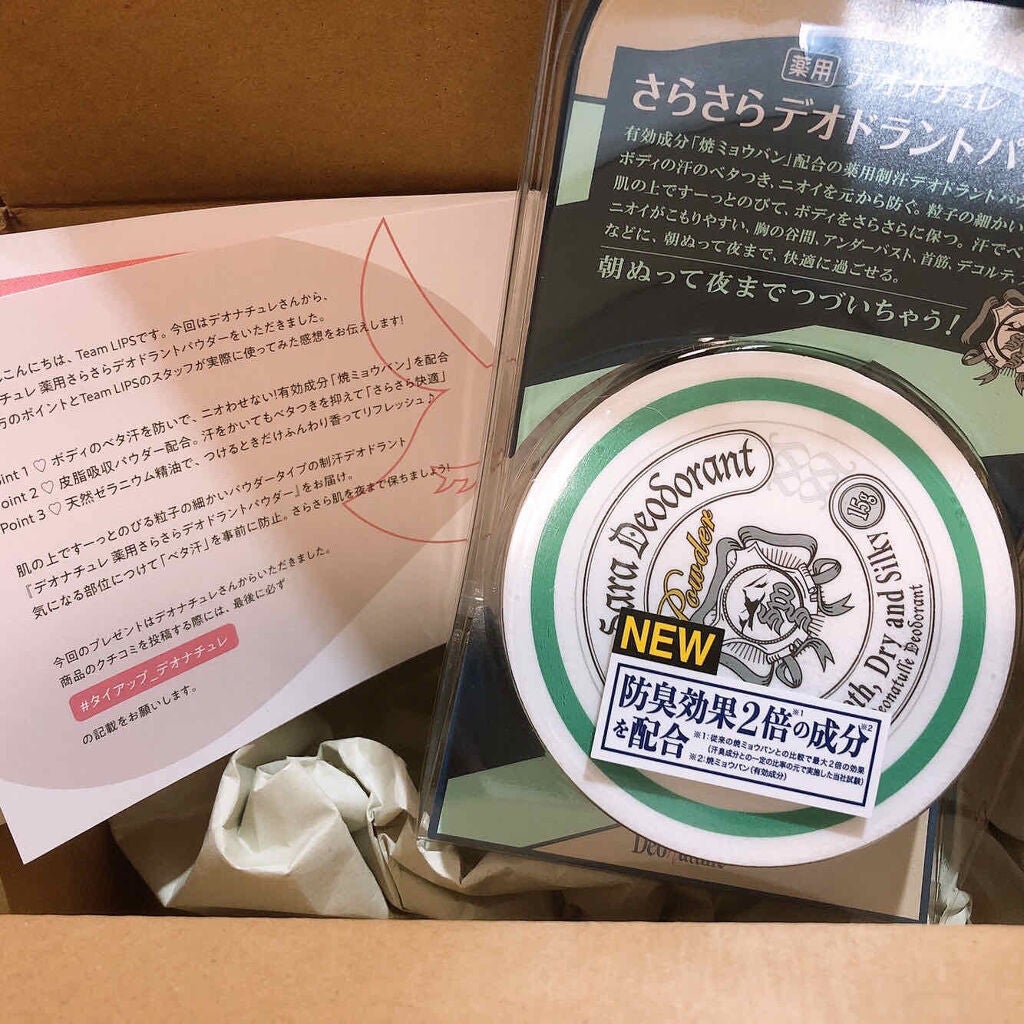 こんにちは、Team LIPSです。今回はデオナチュレさんから、
チュレ 薬用さらさらデオドラントパウダーをいただきました。
のポイントとTeam LIPSのスタッフが実際に使ってみた感想をお伝えします!
oint 1 ♡ ボディのベタ汗を防いで、ニオわせない!有効成分「焼ミョウバン」を配合
oint 2 ♡ 皮脂吸収パウダー配合。汗をかいてもベタつきを抑えて「さらさら快適」
Point 3 ♡ 天然ゼラニウム精油で、つけるときだけふんわり香ってリフレッシュ♪
肌の上ですーっとのびる粒子の細かいパウダータイプの制汗デオドラント
『デオナチュレ 薬用さらさらデオドラントパウダー』をお届け。
気になる部位につけて「ベタ汗」を事前に防止。さらさら肌を夜まで保ちましょう!
今回のプレゼントはデオナチュレさんからいただきました。
商品のクチコミを投稿する際には、最後に必ず
#タイアップ_デオナチュレ
の記載をお願いします。
薬用 デオナチュレ
さらさらデオドラントパ
有効成分「焼ミョウバン」配合の薬用制汗デオドラントパウ
ボディの汗のベタつき、ニオイを元から防ぐ。粒子の細かい
肌の上ですーっとのびて、ボディをさらさらに保つ。汗でベ
ニオイがこもりやすい、胸の谷間、アンダーバスト、首筋、デコルテ
などに、朝ぬって夜まで、快適に過ごせる。
朝ぬって夜までつづいちゃう!
Sara Deodorant
Powder
15g
oth, Dry and Silky
Deonatulle Deodorant
NEW
防臭効果2倍※1の成分※2
を配合
※1:従来の焼ミョウバンとの比較で最大2倍の効果
(汗臭成分との一定の比率の元で実施した当社試験)
※2:焼ミョウバン(有効成分)